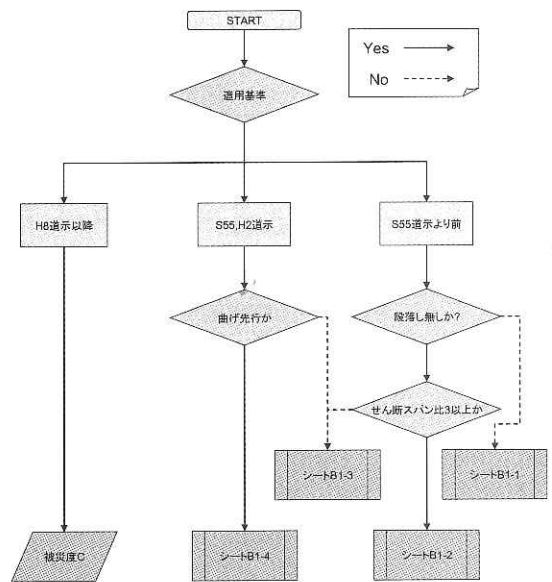 START
Yes
No
適用基準
H8道示以降
S55,H2道示
S55道示より前
曲げ先行か
段落し無しか?
せん断スパン比3以上か
シートB1-3
シートB1-1
被災度C
シートB1-4
シートB1-2